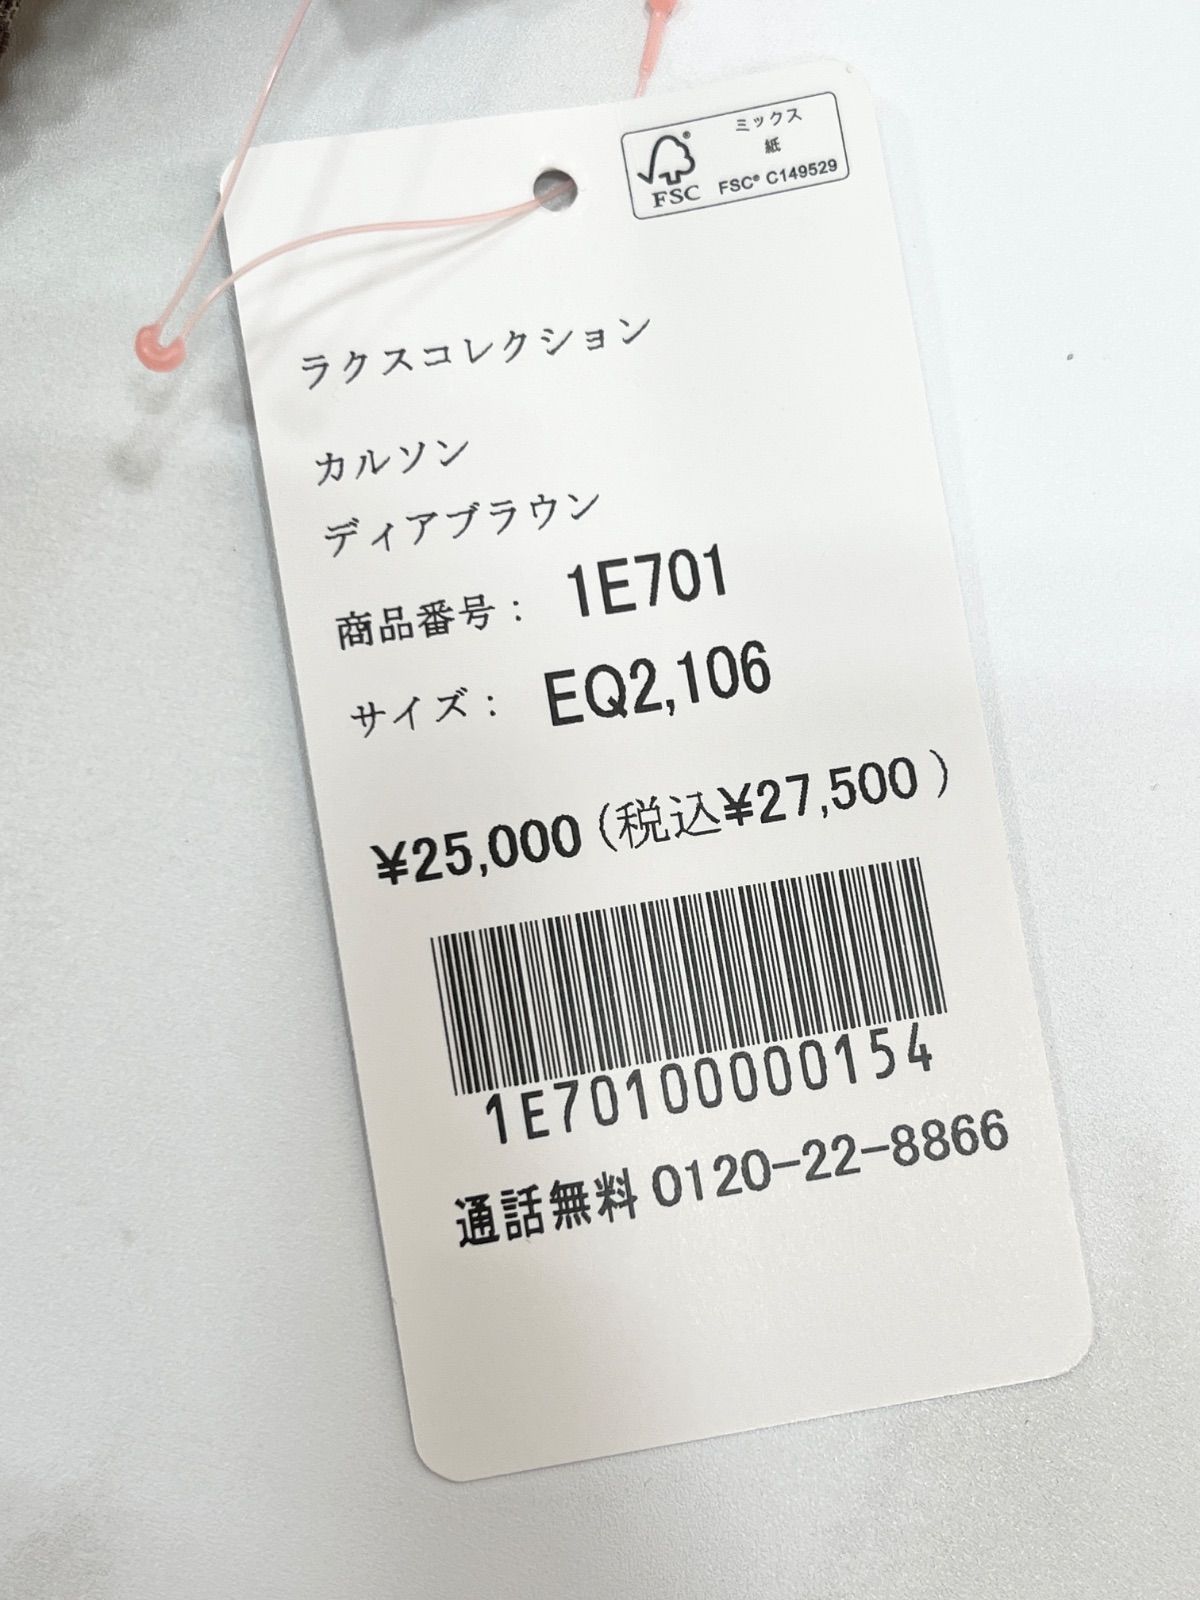 ミックス
紙
FSC® C149529
FSC
ラクスコレクション
カルソン
ディアブラウン
商品番号： 1E701
サイズ： EQ2,106
¥25,000(税込¥27,500)
1E70100000154
通話無料 0120-22-8866